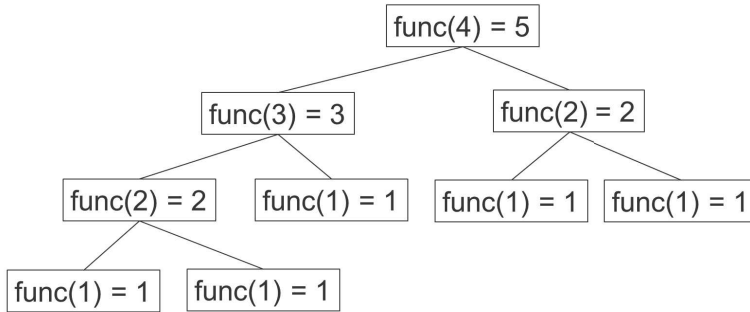 func(4) = 5
func(3) = 3
func(2) = 2
func(2) = 2
func(1) = 1
func(1) = 1
func(1) = 1
func(1) = 1
func(1) = 1